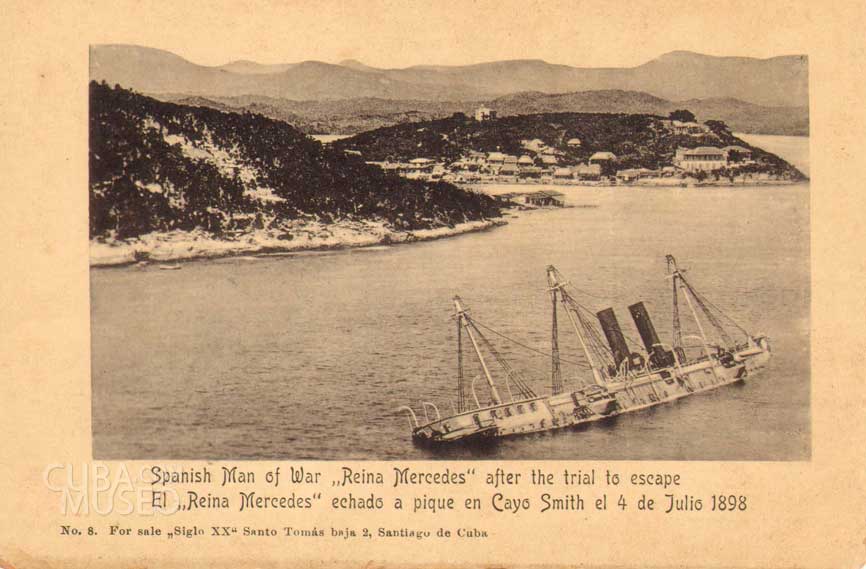 Spanish Man of War „Reina Mercedes“ after the trial to escape
El „Reina Mercedes“ echado a pique en Cayo Smith el 4 de Julio 1898
No. 8. For sale „Siglo XX“ Santo Tomás baja 2, Santiago de Cuba
CUBA
MUSEO